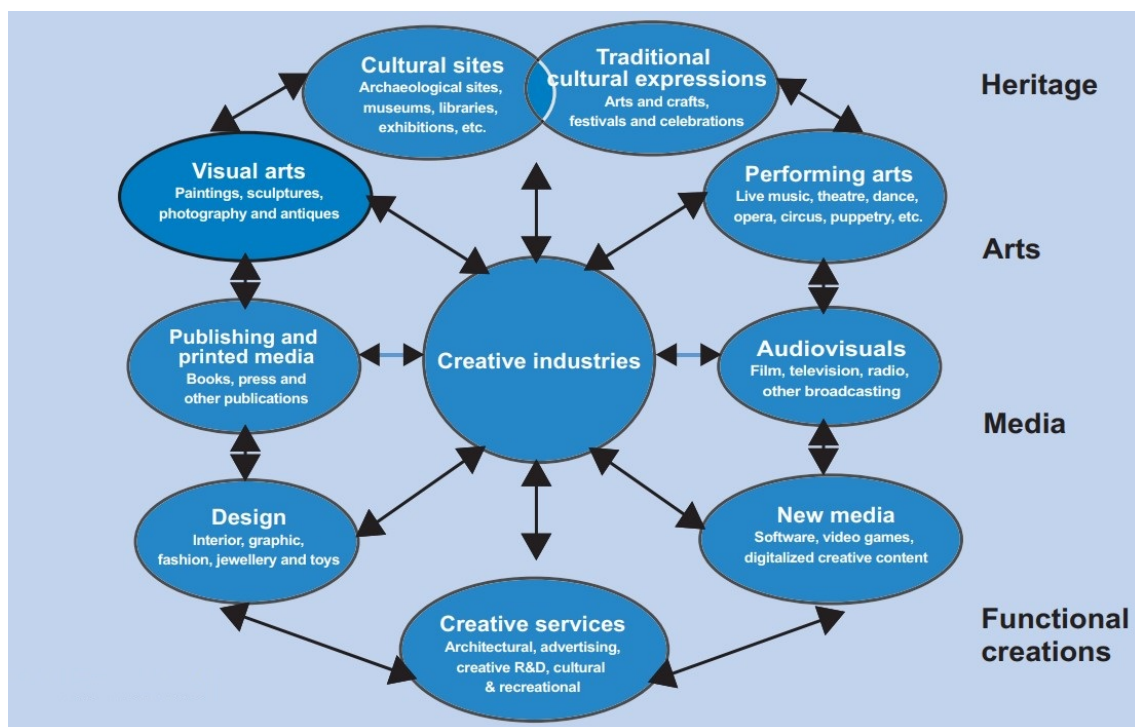 Cultural sites
Archaeological sites,
museums, libraries,
exhibitions, etc.
Traditional
cultural expressions
Arts and crafts,
festivals and celebrations
Heritage
Visual arts
Paintings, sculptures,
photography and antiques
Performing arts
Live music, theatre, dance,
opera, circus, puppetry, etc.
Arts
Publishing and
printed media
Books, press and
other publications
Creative industries
Audiovisuals
Film, television, radio,
other broadcasting
Media
Design
Interior, graphic,
fashion, jewellery and toys
New media
Software, video games,
digitalized creative content
Creative services
Architectural, advertising,
creative R&D, cultural
& recreational
Functional
creations